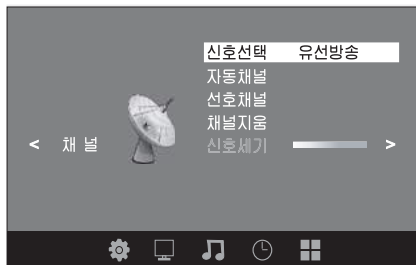 신호선택 유선방송
자동채널
선호채널
채널지움
< 채 널
신호세기 >